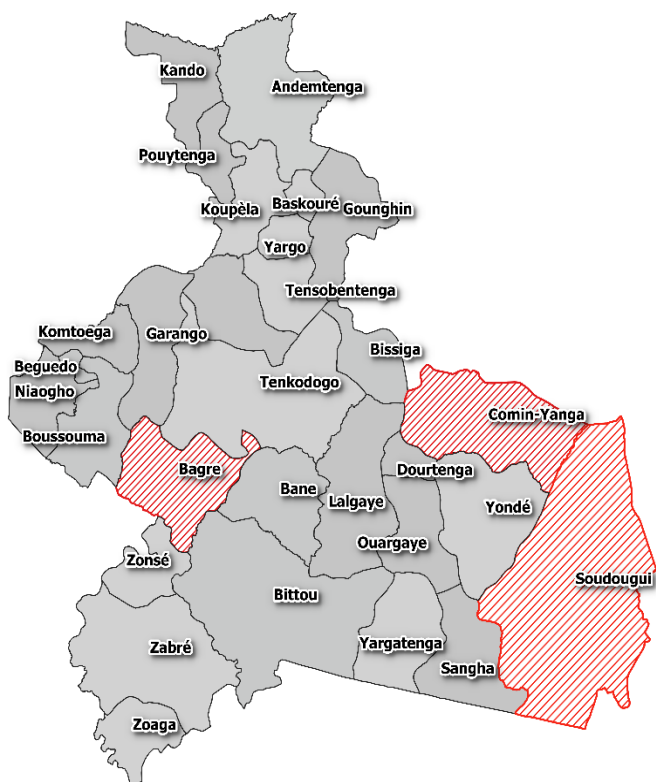 Kando
Andemtenga
Pouytenga
Koupèla
Baskouré
Gounghin
Yargo
Tensobentenga
Komtoèga
Garango
Bissiga
Beguedo
Tenkodogo
Niaogho
Comin-Yanga
Boussouma
Bagre
Bane
Dourtenga
Lalgaye
Yondé
Ouargaye
Zonsé
Soudougui
Bittou
Zabré
Yargatenga
Sangha
Zoaga